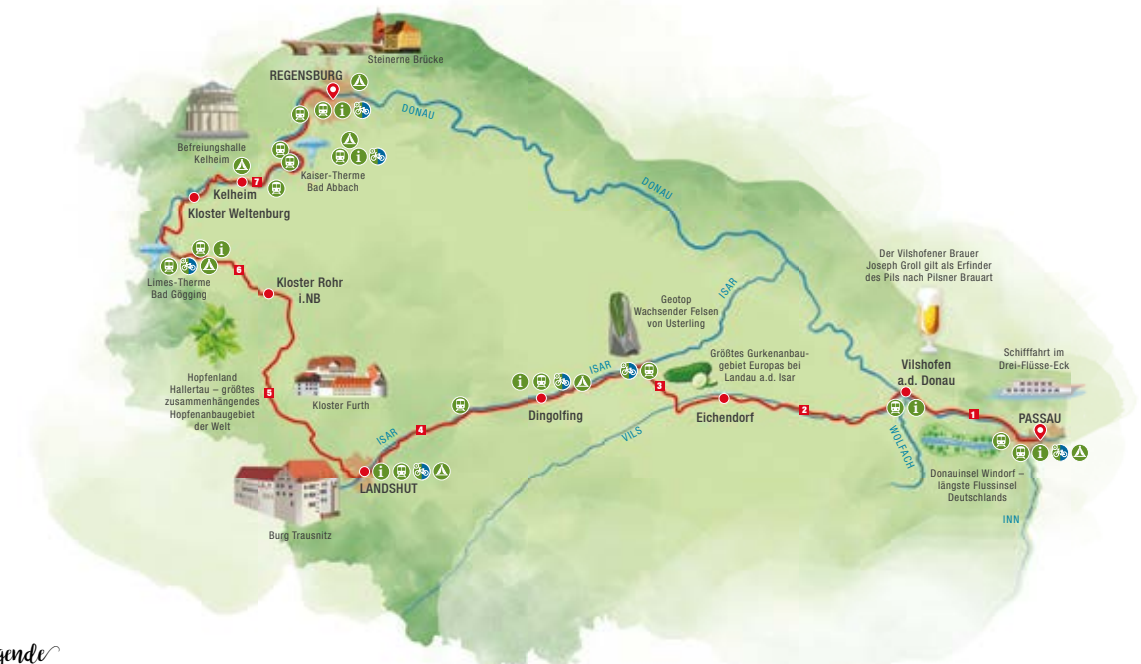 Steinerne Brücke
REGENSBURG
DONAU
Befreiungshalle
Kelheim
Kaiser-Therme
Bad Abbach
7
Kelheim
Kloster Weltenburg
DONAU
Limes-Therme
Bad Gögging
6
Kloster Rohr
i.NB
ISAR
Geotop
Wachsender Felsen
von Usterling
Der Vilshofener Brauer
Joseph Groll gilt als Erfinder
des Pils nach Pilsner Brauart
Hopfenland
Hallertau – größtes
zusammenhängendes
Hopfenanbaugebiet
der Welt
5
Kloster Furth
ISAR
Größtes Gurkenanbau-
gebiet Europas bei
Landau a.d. Isar
3
Dingolfing
Eichendorf
2
Vilshofen
a.d. Donau
Schifffahrt im
Drei-Flüsse-Eck
1
PASSAU
ISAR
4
VILS
WOLFACH
Donauinsel Windorf –
längste Flussinsel
Deutschlands
LANDSHUT
INN
Burg Trausnitz
gende